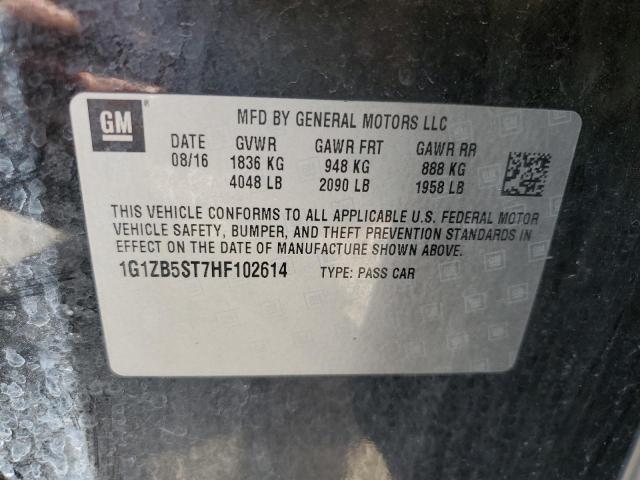 GM
MFD BY GENERAL MOTORS LLC
DATE GVWR GAWR FRT GAWR RR
08/16 1836 KG 948 KG 888 KG
4048 LB 2090 LB 1958 LB
THIS VEHICLE CONFORMS TO ALL APPLICABLE U.S. FEDERAL MOTOR
VEHICLE SAFETY, BUMPER, AND THEFT PREVENTION STANDARDS IN
EFFECT ON THE DATE OF MANUFACTURE SHOWN ABOVE.
1G1ZB5ST7HF102614 TYPE: PASS CAR